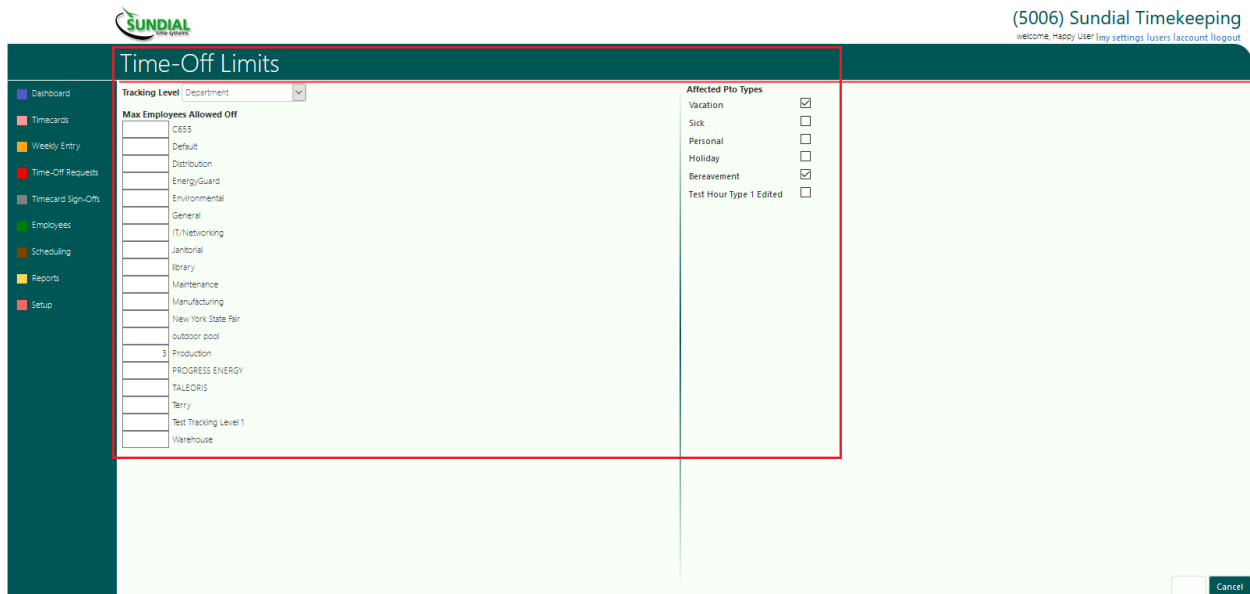 SUNDIAL
time systems
(5006) Sundial Timekeeping
welcome, Happy User |my settings |users |account |logout
Time-Off Limits
Dashboard
Timecards
Weekly Entry
Time-Off Requests
Timecard Sign-Offs
Employees
Scheduling
Reports
Setup
Tracking Level Department
Max Employees Allowed Off
C655
Default
Distribution
EnergyGuard
Environmental
General
IT/Networking
Janitorial
library
Maintenance
Manufacturing
New York State Fair
outdoor pool
3 Production
PROGRESS ENERGY
TALEORIS
Terry
Test Tracking Level 1
Warehouse
Affected Pto Types
Vacation
Sick
Personal
Holiday
Bereavement
Test Hour Type 1 Edited
Cancel